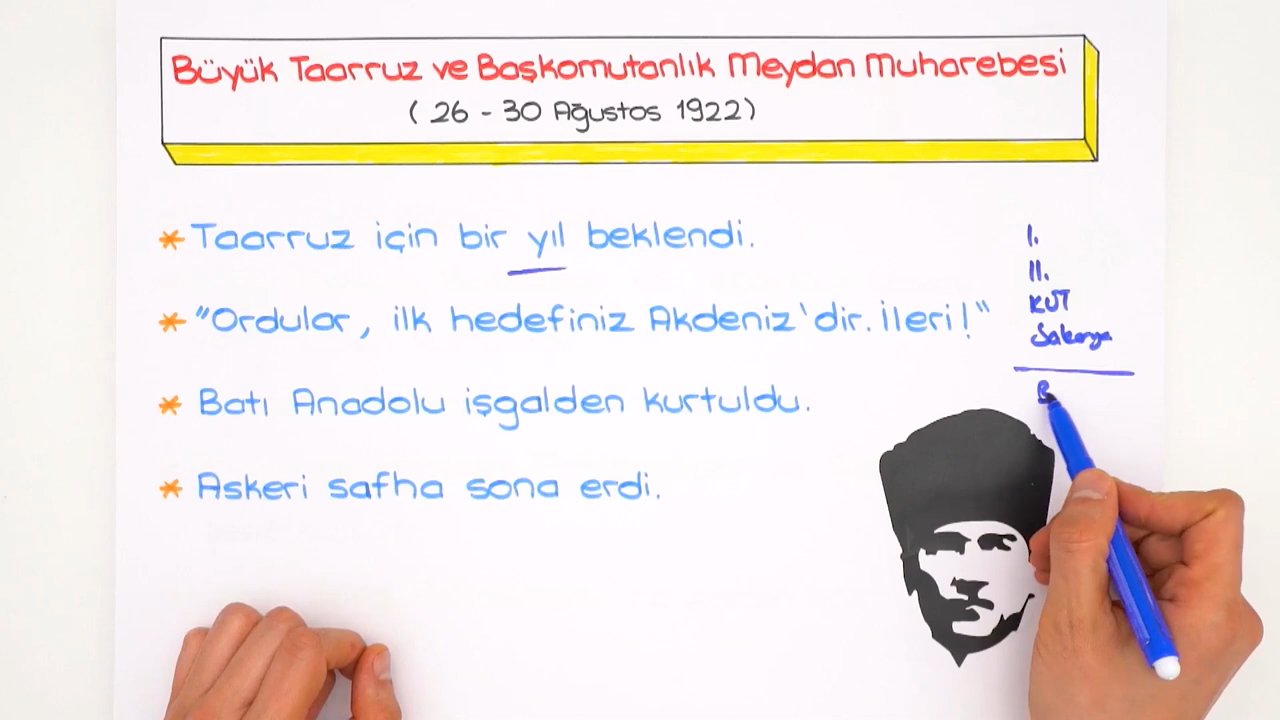 Büyük Taarruz ve Başkomutanlık Meydan Muharebesi
( 26 - 30 Ağustos 1922)
* Taarruz için bir yıl beklendi.
* "Ordular, ilk hedefiniz Akdeniz'dir. İleri!"
* Batı Anadolu işgalden kurtuldu.
* Askeri safha sona erdi.
I.
II.
KÜT
Sakarya
B